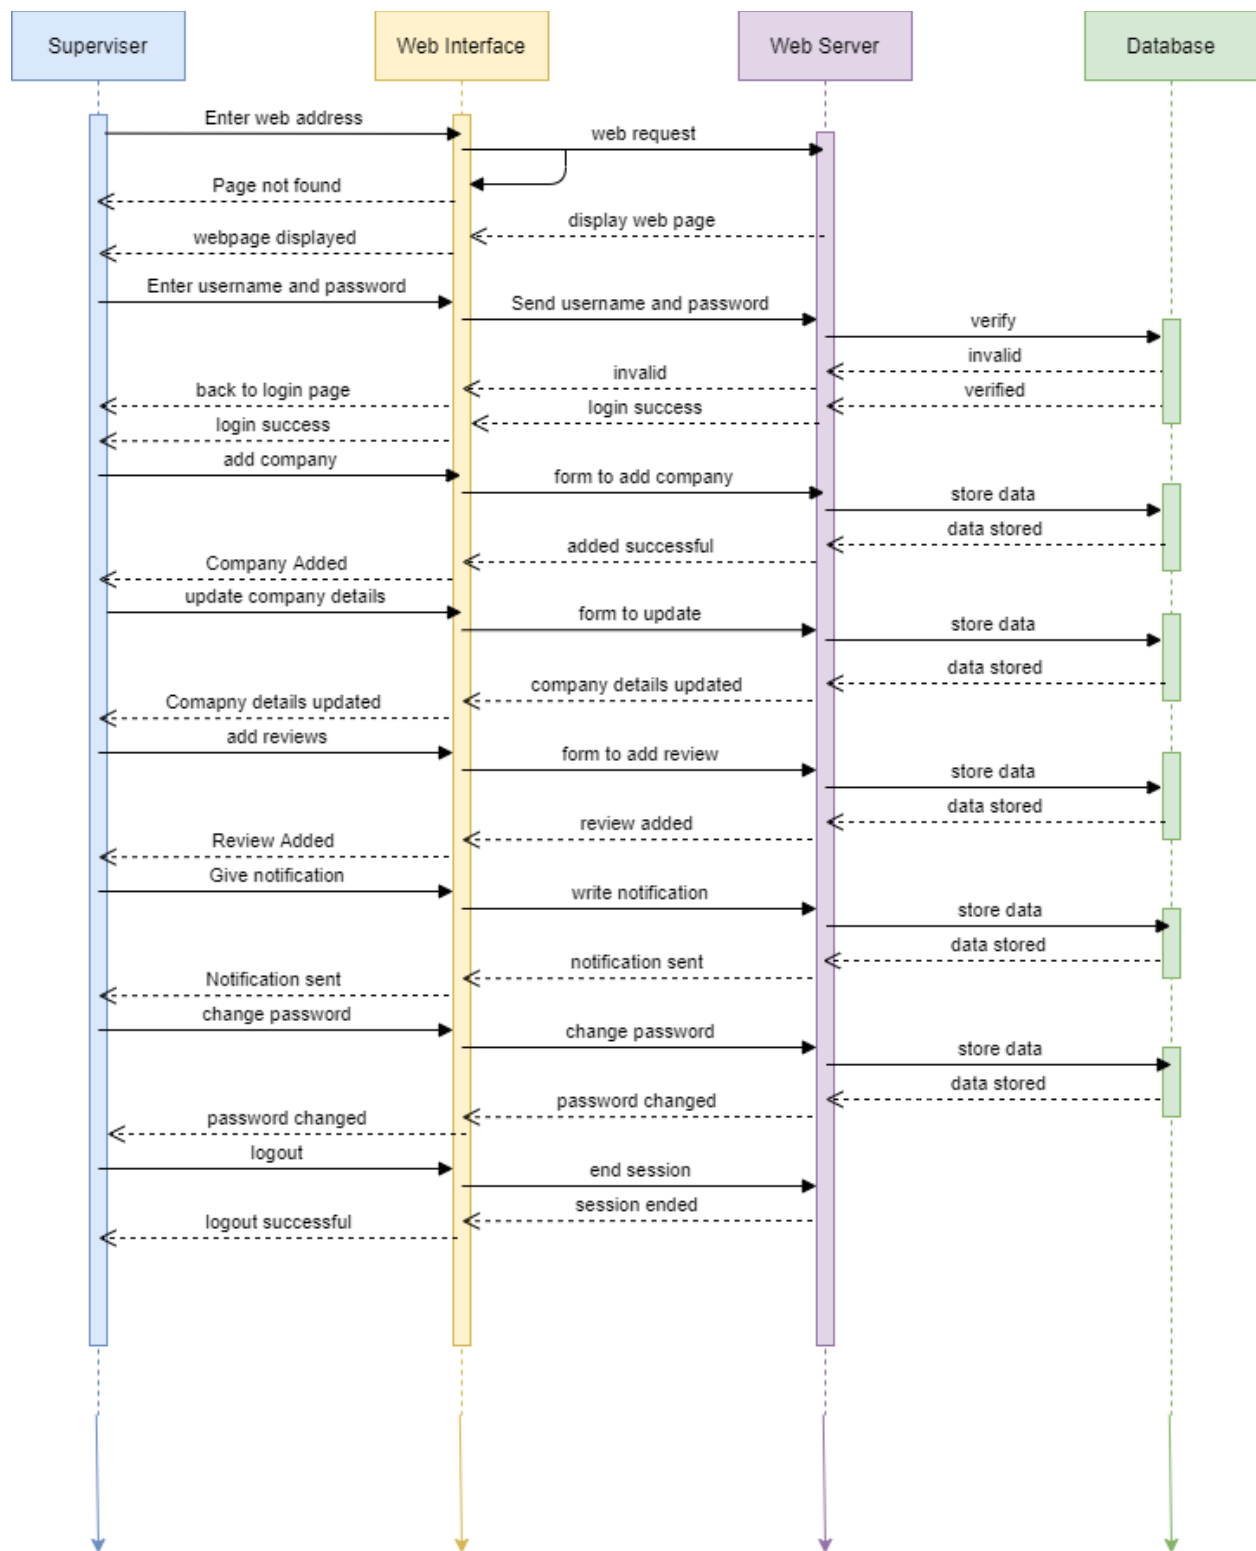 Superviser
Web Interface
Web Server
Database
Enter web address
web request
Page not found
display web page
webpage displayed
Enter username and password
Send username and password
verify
invalid
invalid
back to login page
verified
login success
login success
add company
form to add company
store data
data stored
added successful
Company Added
update company details
form to update
store data
data stored
company details updated
Comapny details updated
add reviews
form to add review
store data
data stored
review added
Review Added
Give notification
write notification
store data
data stored
notification sent
Notification sent
change password
change password
store data
data stored
password changed
password changed
logout
end session
session ended
logout successful